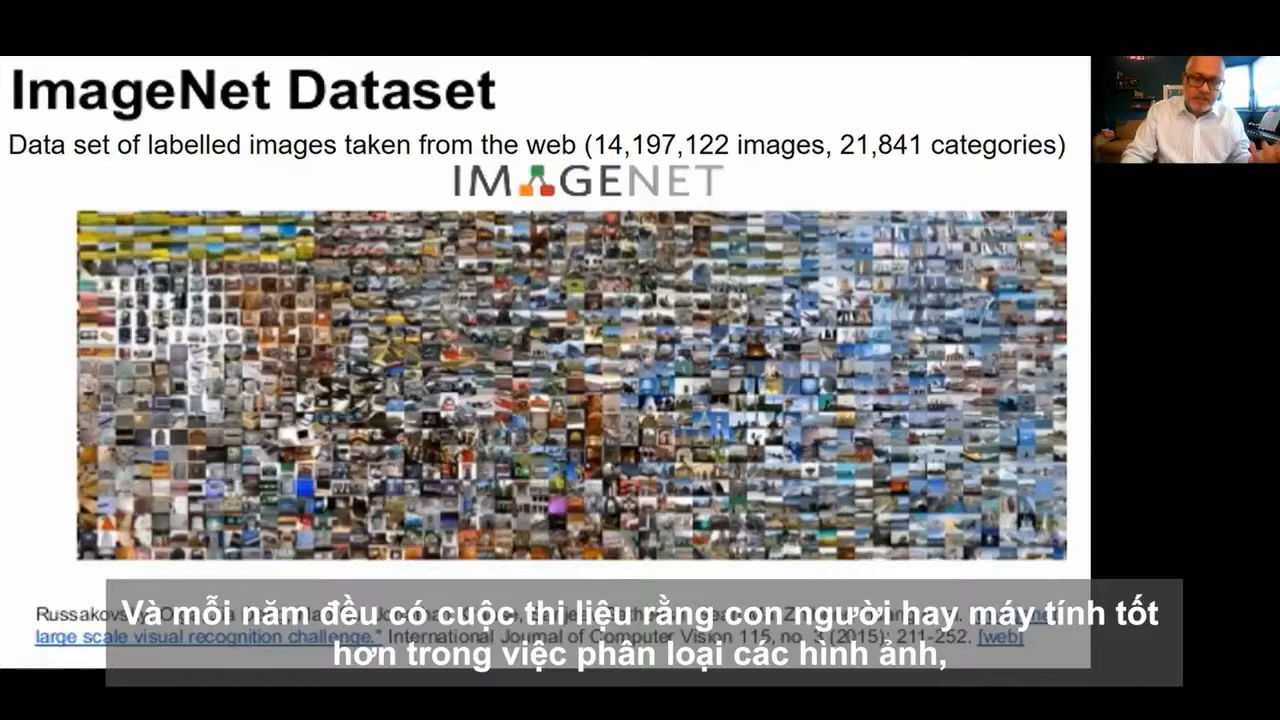 ImageNet Dataset
Data set of labelled images taken from the web (14,197,122 images, 21,841 categories)
IMAGENET
Russakovsky,
large scale visual recognition challenge." International Journal of Computer Vision 115, no. 3 (2015): 211-252. [web]
Và mỗi năm đều có cuộc thi liệu rằng con người hay máy tính tốt
hơn trong việc phân loại các hình ảnh,